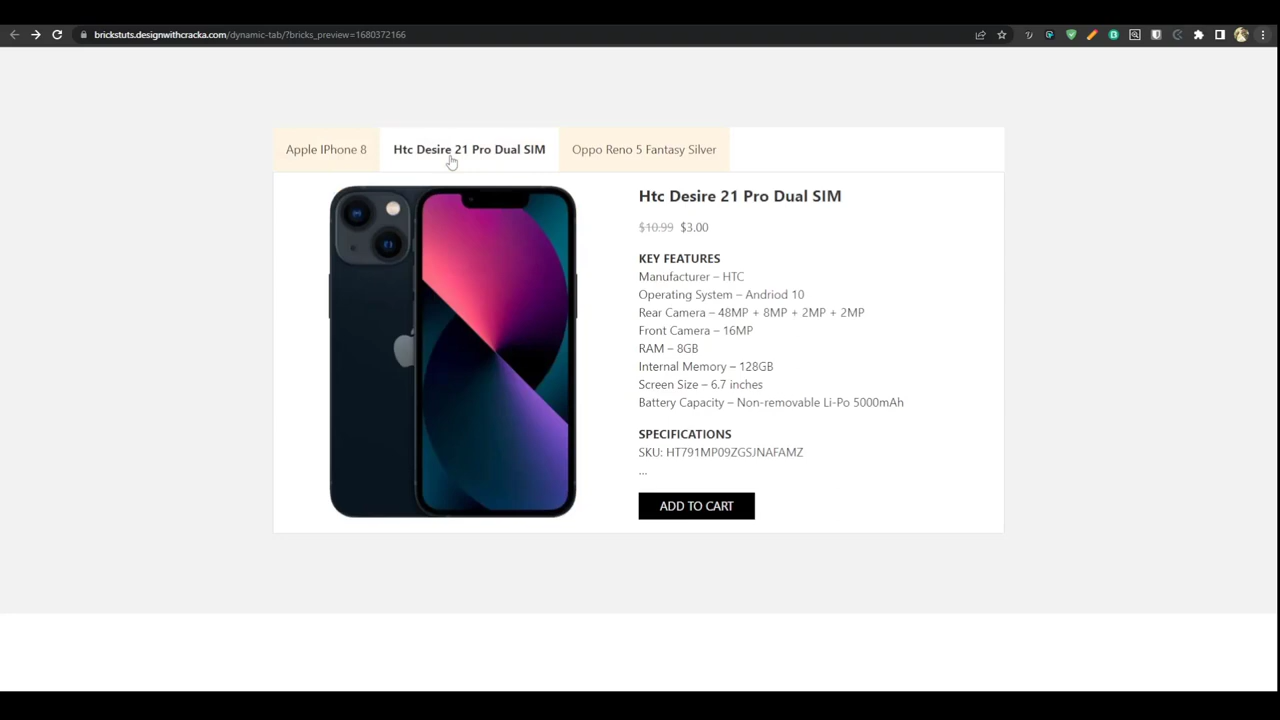 brickstuts.designwithcracka.com/dynamic-tab/?bricks_preview=1680372166
Apple IPhone 8
Htc Desire 21 Pro Dual SIM
Oppo Reno 5 Fantasy Silver
Htc Desire 21 Pro Dual SIM
$10.99 $3.00
KEY FEATURES
Manufacturer – HTC
Operating System – Andriod 10
Rear Camera – 48MP + 8MP + 2MP + 2MP
Front Camera – 16MP
RAM – 8GB
Internal Memory – 128GB
Screen Size – 6.7 inches
Battery Capacity – Non-removable Li-Po 5000mAh
SPECIFICATIONS
SKU: HT791MP09ZGSJNAFAMZ
...
ADD TO CART